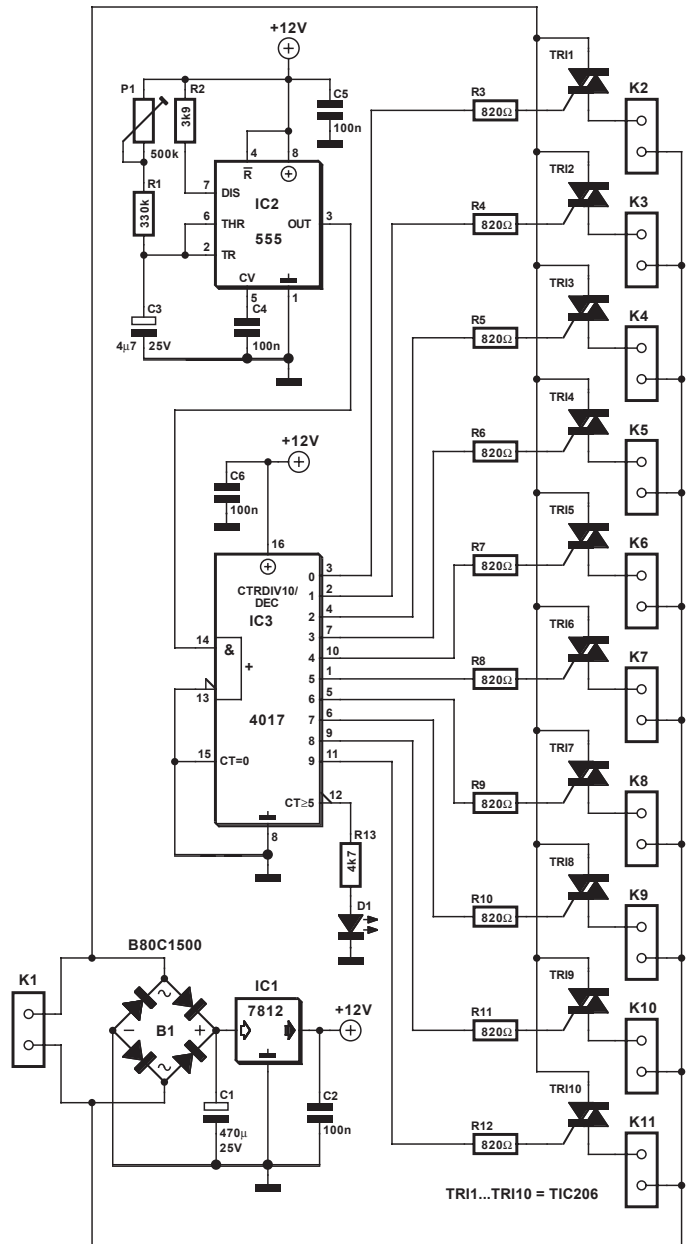 +12V
TRI1
P1
R2
C5
100n
R3
820Ω
K2
3k9
500k
4
R̅
8
7
DIS
IC2
R1
330k
6
THR
OUT
3
555
2
TR
CV
5
1
C3
4µ7
25V
C4
100n
TRI2
R4
820Ω
K3
TRI3
R5
820Ω
K4
TRI4
R6
820Ω
K5
+12V
C6
100n
16
CTRDIV10/
DEC
IC3
14
&
+
13
4017
15
CT=0
CT≥5
12
8
0
3
1
2
2
4
3
7
4
10
5
1
6
5
7
6
8
9
9
11
TRI5
R7
820Ω
K6
TRI6
R8
820Ω
K7
TRI7
R9
820Ω
K8
R13
4k7
D1
TRI8
R10
820Ω
K9
B80C1500
K1
~
−
B1
+
~
IC1
7812
+12V
C1
470µ
25V
C2
100n
TRI9
R11
820Ω
K10
TRI10
R12
820Ω
K11
TRI1...TRI10 = TIC206